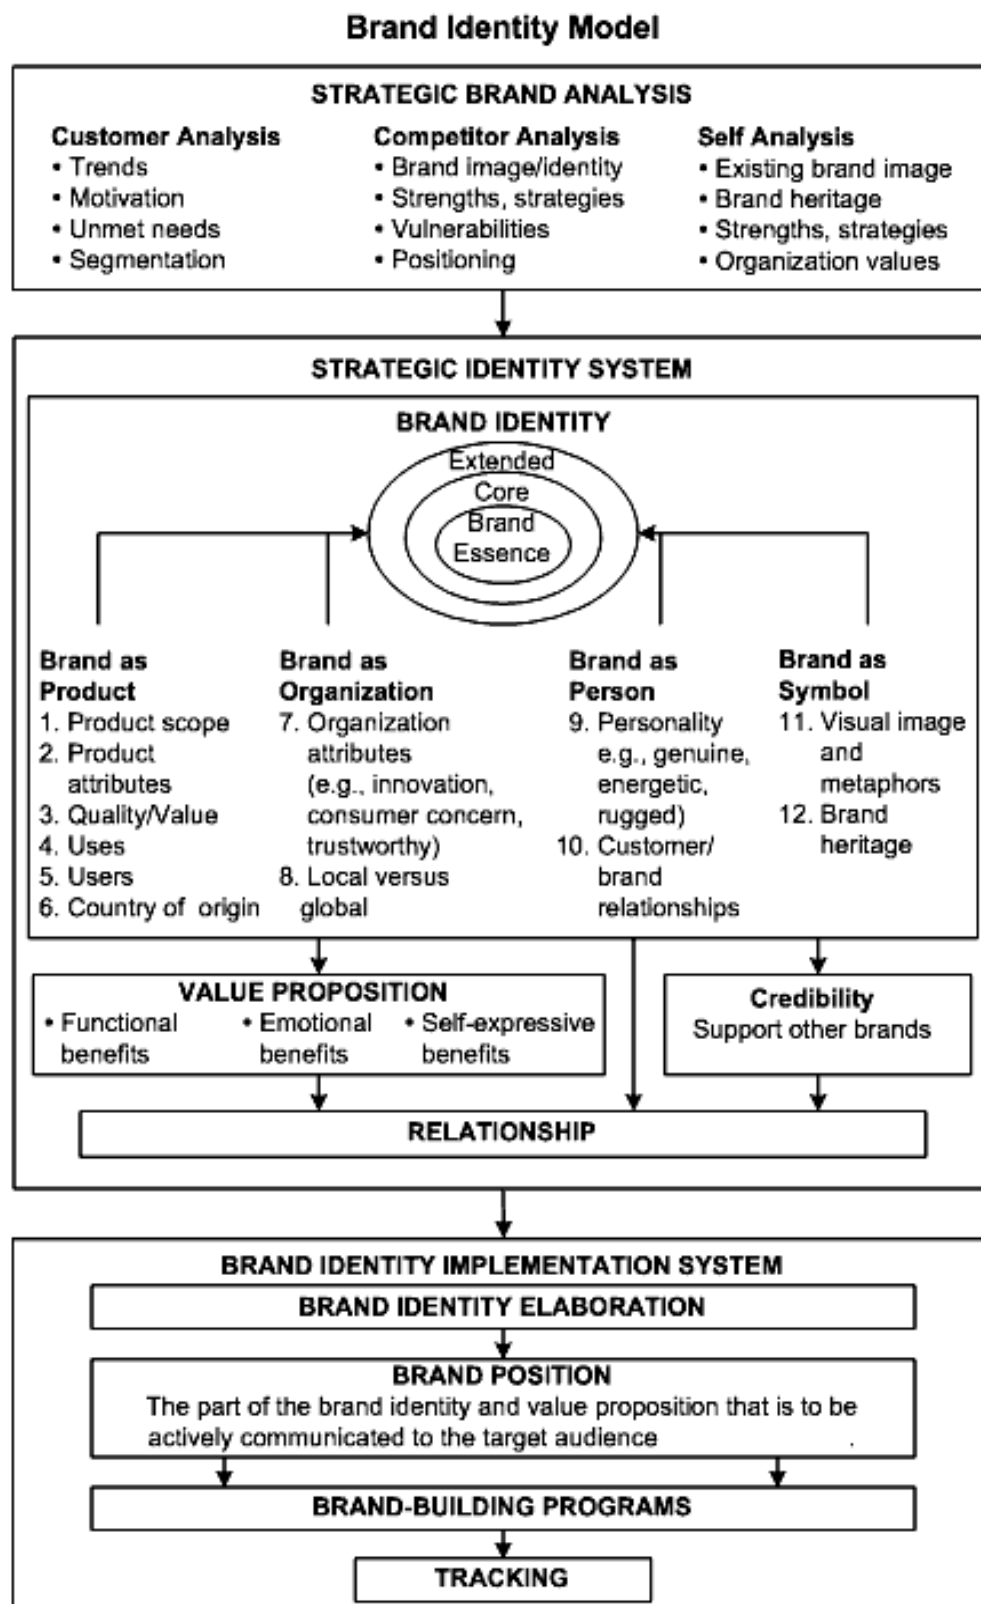 Brand Identity Model
STRATEGIC BRAND ANALYSIS
Customer Analysis
• Trends
• Motivation
• Unmet needs
• Segmentation
Competitor Analysis
• Brand image/identity
• Strengths, strategies
• Vulnerabilities
• Positioning
Self Analysis
• Existing brand image
• Brand heritage
• Strengths, strategies
• Organization values
STRATEGIC IDENTITY SYSTEM
BRAND IDENTITY
Extended
Core
Brand
Essence
Brand as
Product
1. Product scope
2. Product
attributes
3. Quality/Value
4. Uses
5. Users
6. Country of origin
Brand as
Organization
7. Organization
attributes
(e.g., innovation,
consumer concern,
trustworthy)
8. Local versus
global
Brand as
Person
9. Personality
e.g., genuine,
energetic,
rugged)
10. Customer/
brand
relationships
Brand as
Symbol
11. Visual image
and
metaphors
12. Brand
heritage
VALUE PROPOSITION
• Functional
benefits
• Emotional
benefits
• Self-expressive
benefits
Credibility
Support other brands
RELATIONSHIP
BRAND IDENTITY IMPLEMENTATION SYSTEM
BRAND IDENTITY ELABORATION
BRAND POSITION
The part of the brand identity and value proposition that is to be
actively communicated to the target audience .
BRAND-BUILDING PROGRAMS
TRACKING